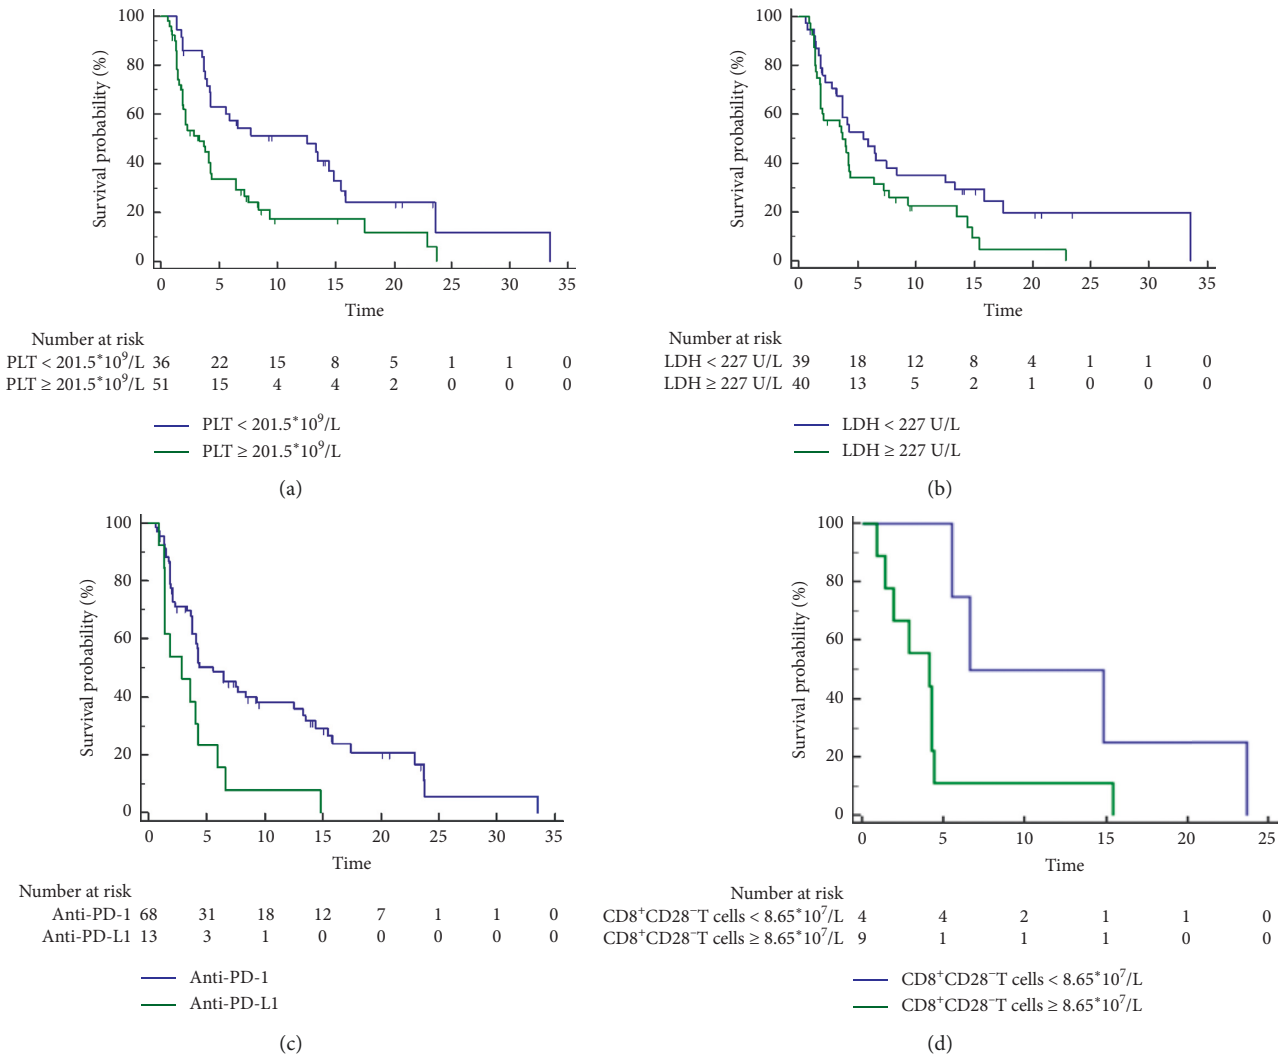 100
80
60
40
20
0
Survival probability (%)
0 5 10 15 20 25 30 35
Time
Number at risk
PLT < 201.5*10⁹/L 36 22 15 8 5 1 1 0
PLT ≥ 201.5*10⁹/L 51 15 4 4 2 0 0 0
PLT < 201.5*10⁹/L
PLT ≥ 201.5*10⁹/L
(a)
100
80
60
40
20
0
Survival probability (%)
0 5 10 15 20 25 30 35
Time
Number at risk
LDH < 227 U/L 39 18 12 8 4 1 1 0
LDH ≥ 227 U/L 40 13 5 2 1 0 0 0
LDH < 227 U/L
LDH ≥ 227 U/L
(b)
100
80
60
40
20
0
Survival probability (%)
0 5 10 15 20 25 30 35
Time
Number at risk
Anti-PD-1 68 31 18 12 7 1 1 0
Anti-PD-L1 13 3 1 0 0 0 0 0
Anti-PD-1
Anti-PD-L1
(c)
100
80
60
40
20
0
Survival probability (%)
0 5 10 15 20 25
Time
Number at risk
CD8⁺CD28⁻T cells < 8.65*10⁷/L 4 4 2 1 1 0
CD8⁺CD28⁻T cells ≥ 8.65*10⁷/L 9 1 1 1 0 0
CD8⁺CD28⁻T cells < 8.65*10⁷/L
CD8⁺CD28⁻T cells ≥ 8.65*10⁷/L
(d)